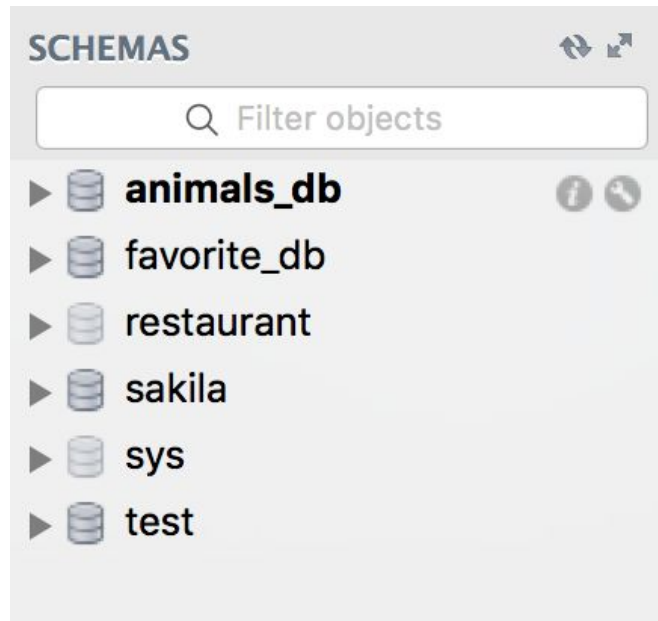 SCHEMAS
Filter objects
animals_db
favorite_db
restaurant
sakila
sys
test